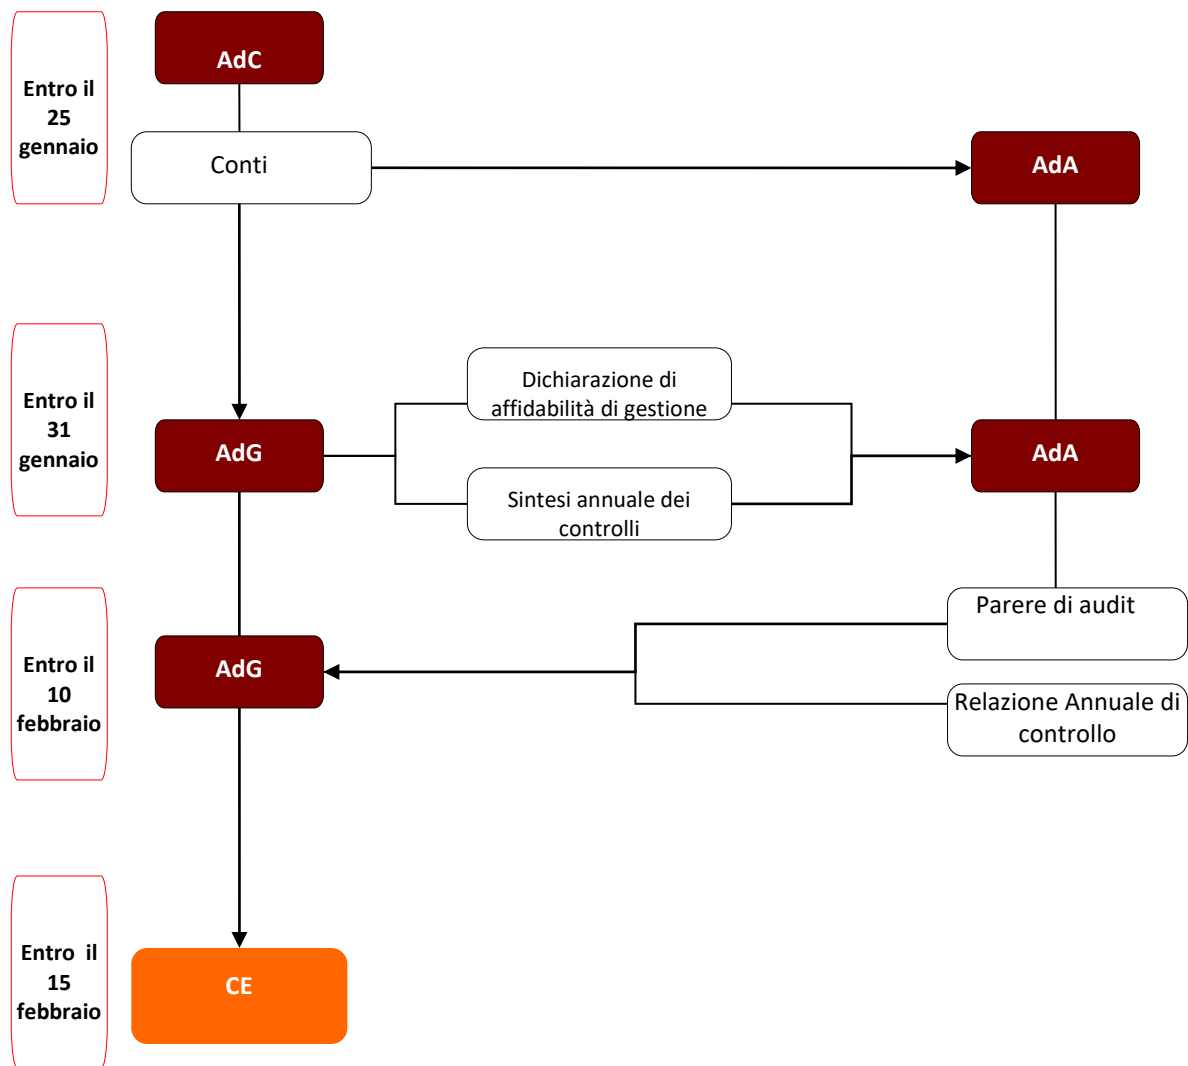 AdC
Entro il
25
gennaio
Conti
AdA
Entro il
31
gennaio
AdG
Dichiarazione di
affidabilità di gestione
Sintesi annuale dei
controlli
AdA
Entro il
10
febbraio
AdG
Parere di audit
Relazione Annuale di
controllo
Entro il
15
febbraio
CE